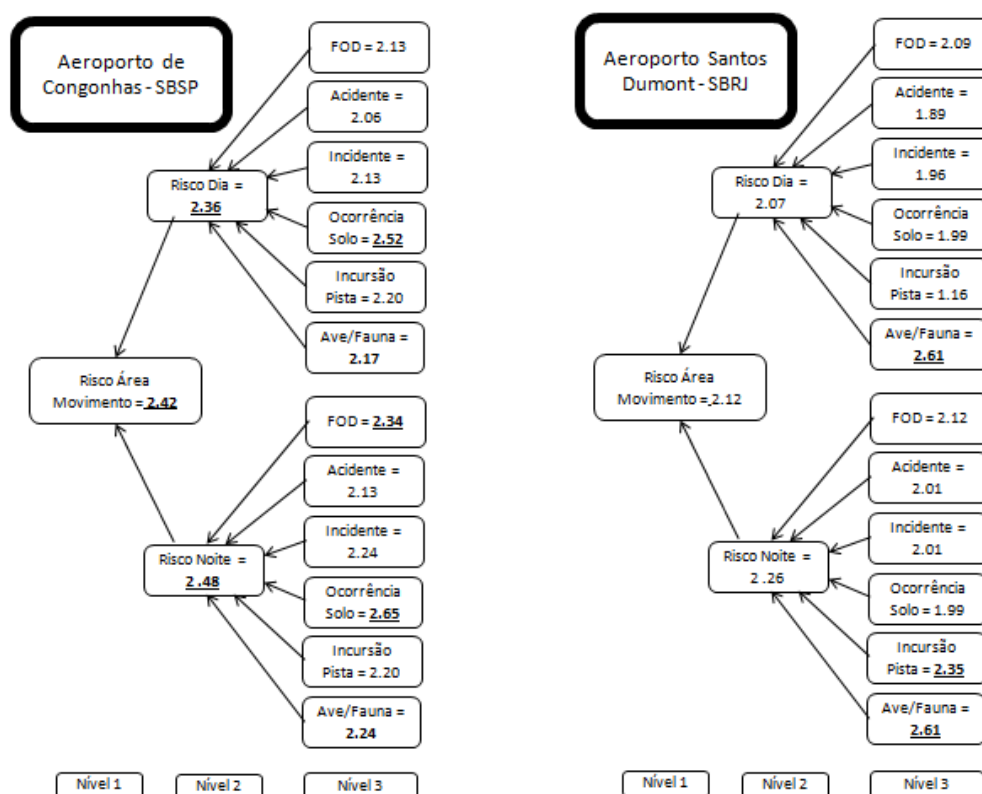 Aeroporto de
Congonhas - SBSP
FOD = 2.13
Acidente =
2.06
Incidente =
2.13
Risco Dia =
2.36
Ocorrência
Solo = 2.52
Incursão
Pista = 2.20
Ave/Fauna =
2.17
Risco Área
Movimento = 2.42
FOD = 2.34
Acidente =
2.13
Incidente =
2.24
Risco Noite =
2.48
Ocorrência
Solo = 2.65
Incursão
Pista = 2.20
Ave/Fauna =
2.24
Nível 1
Nível 2
Nível 3
Aeroporto Santos
Dumont - SBRJ
FOD = 2.09
Acidente =
1.89
Incidente =
1.96
Risco Dia =
2.07
Ocorrência
Solo = 1.99
Incursão
Pista = 1.16
Ave/Fauna =
2.61
Risco Área
Movimento = 2.12
FOD = 2.12
Acidente =
2.01
Incidente =
2.01
Risco Noite =
2 .26
Ocorrência
Solo = 1.99
Incursão
Pista = 2.35
Ave/Fauna =
2.61
Nível 1
Nível 2
Nível 3